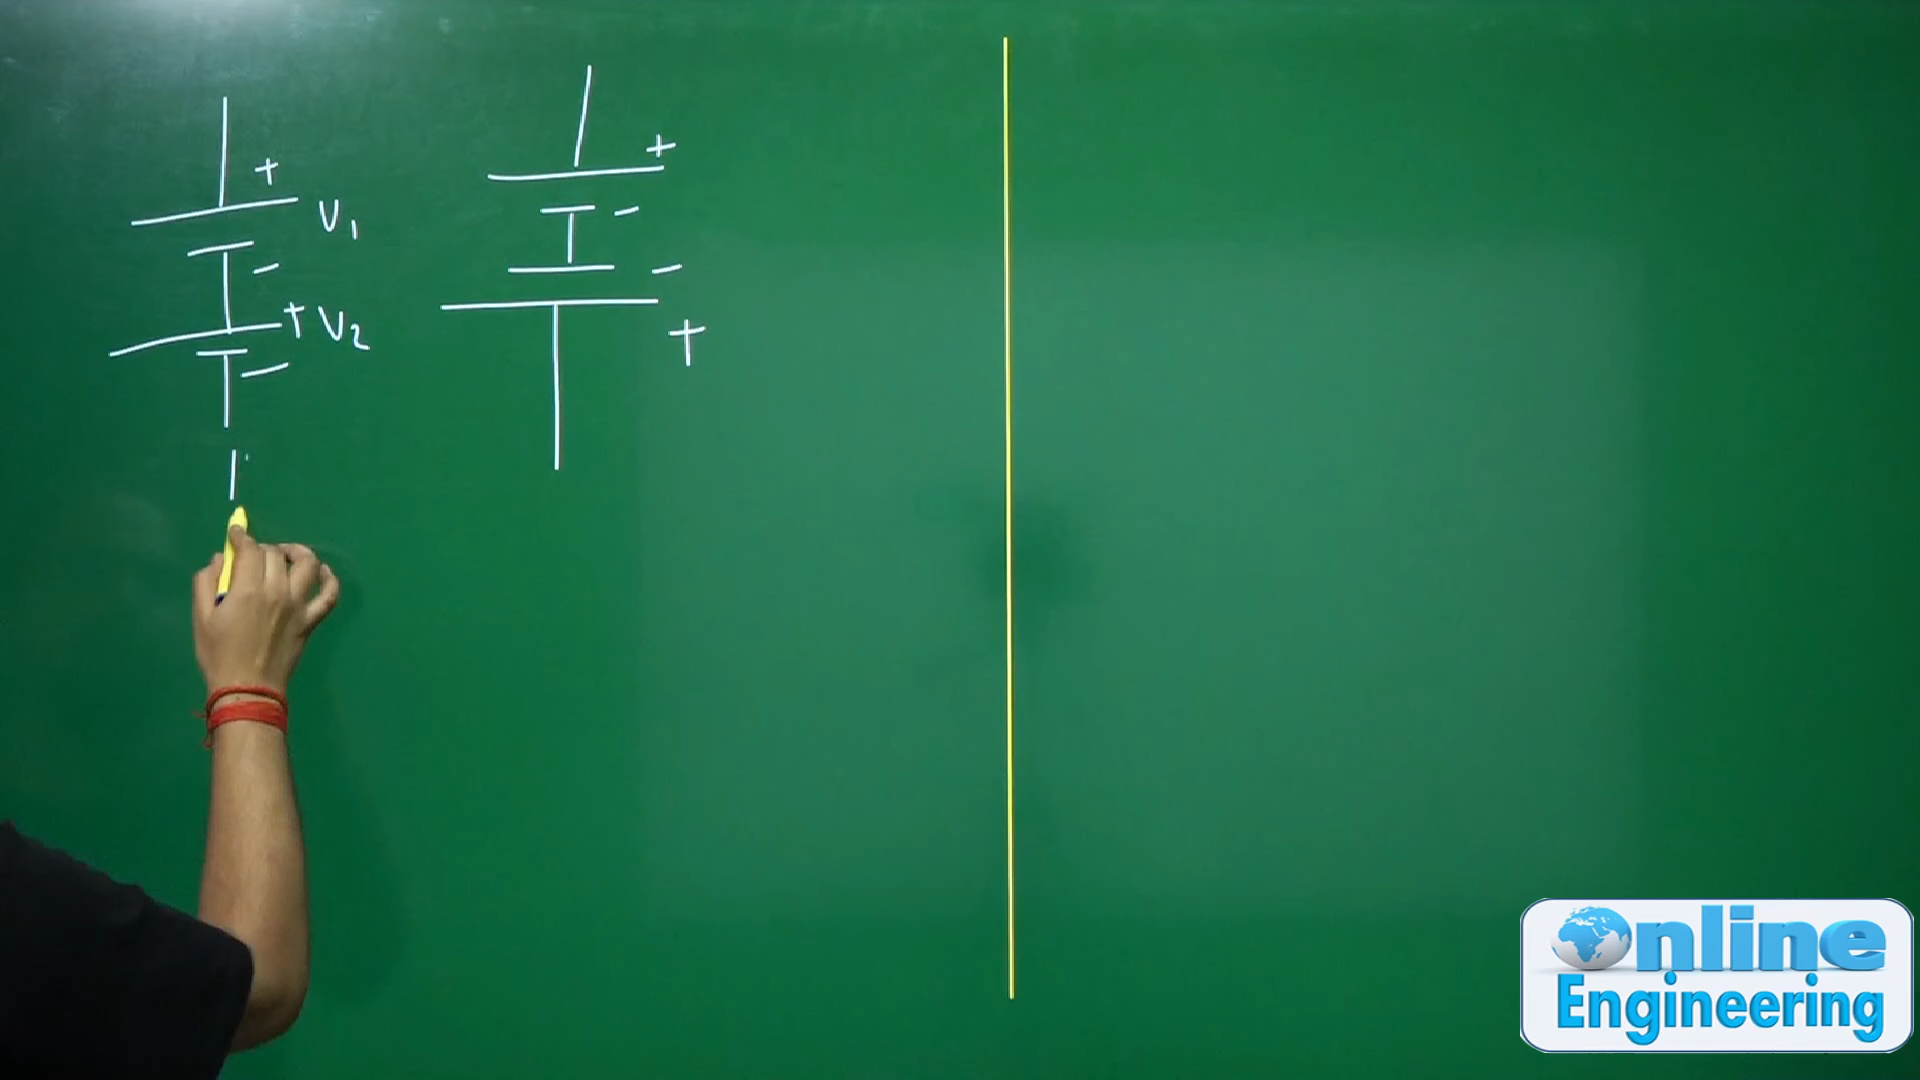 +
V1
-
+ V2
-
+
-
-
+
Online
Engineering